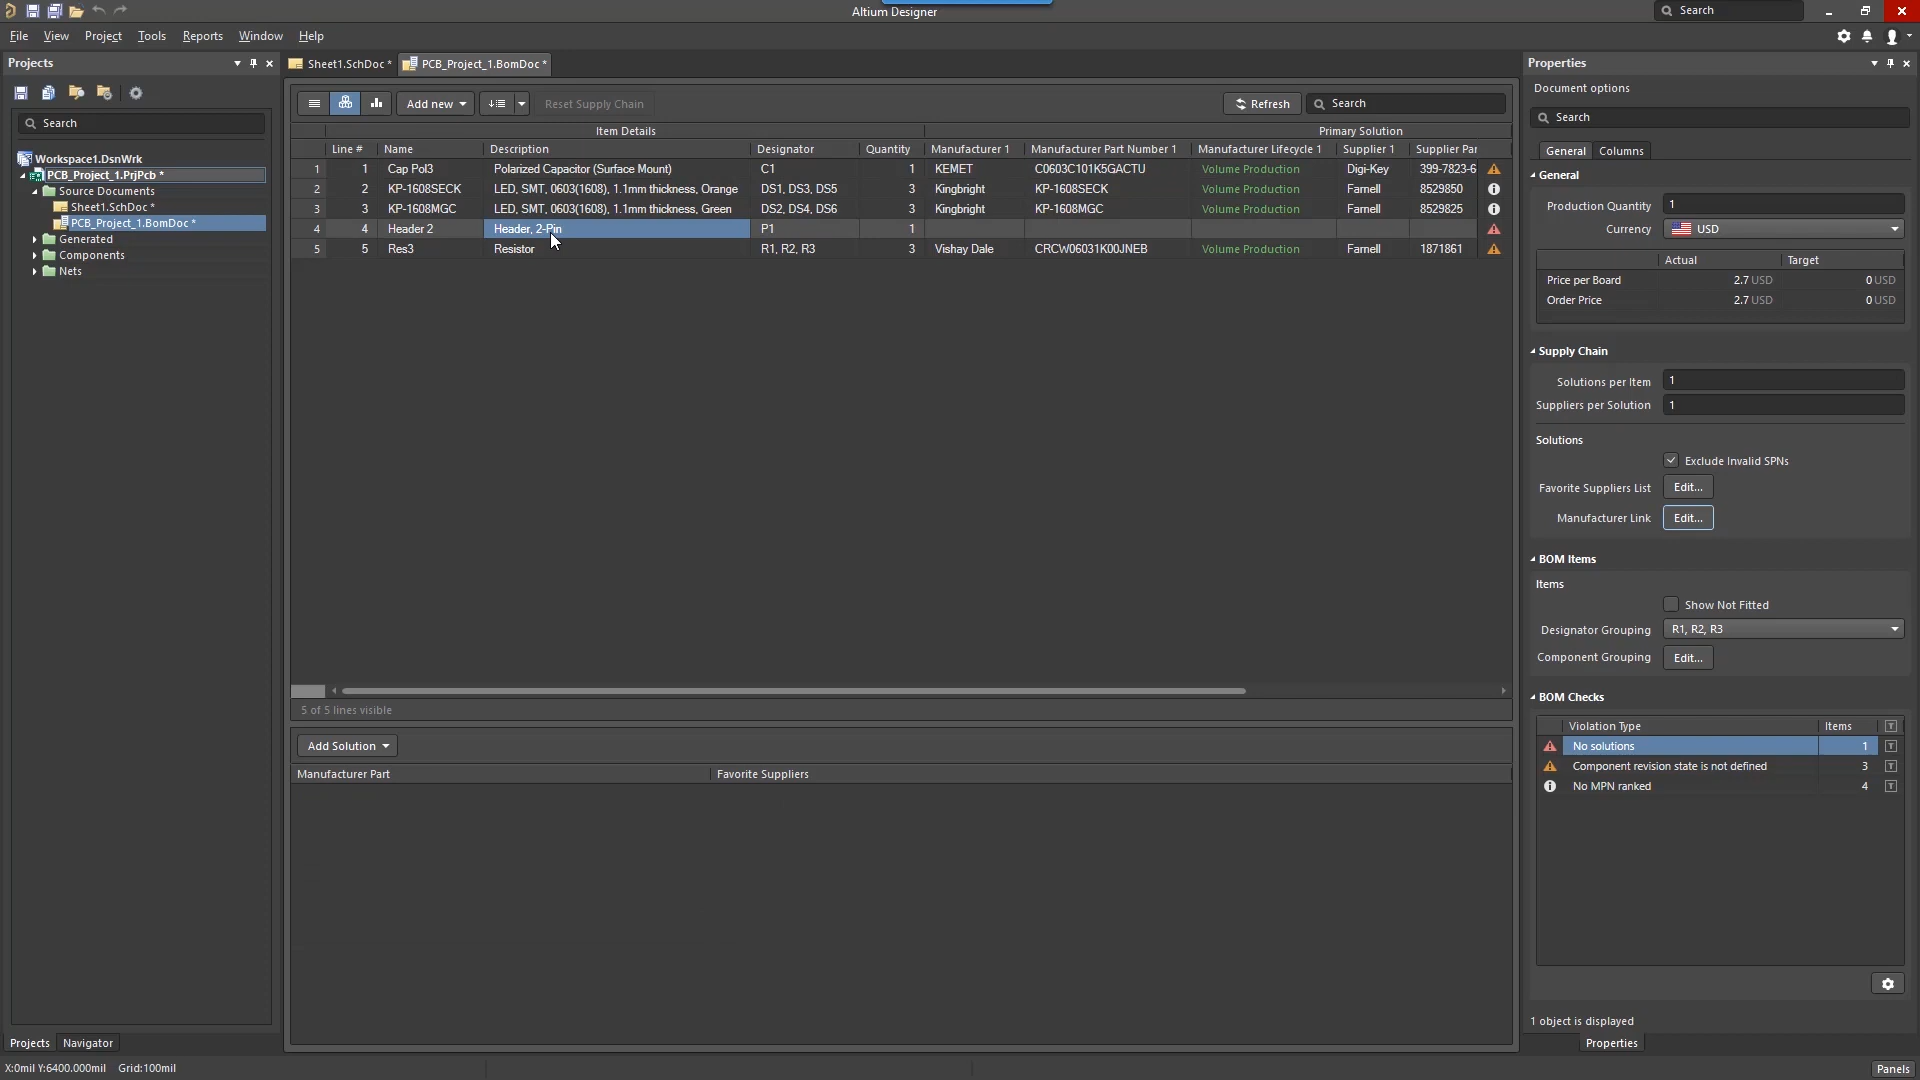 Altium Designer
Search
File View Project Tools Reports Window Help
Projects
Sheet1.SchDoc *
PCB_Project_1.BomDoc *
Properties
Document options
Add new
Reset Supply Chain
Refresh
Search
Search
Search
Item Details
Primary Solution
Line # Name Description Designator Quantity Manufacturer 1 Manufacturer Part Number 1 Manufacturer Lifecycle 1 Supplier 1 Supplier Par
1 1 Cap Pol3 Polarized Capacitor (Surface Mount) C1 1 KEMET C0603C101K5GACTU Volume Production Digi-Key 399-7823-6
2 2 KP-1608SECK LED, SMT, 0603(1608), 1.1mm thickness, Orange DS1, DS3, DS5 3 Kingbright KP-1608SECK Volume Production Farnell 8529850
3 3 KP-1608MGC LED, SMT, 0603(1608), 1.1mm thickness, Green DS2, DS4, DS6 3 Kingbright KP-1608MGC Volume Production Farnell 8529825
4 4 Header 2 Header, 2-Pin P1 1
5 5 Res3 Resistor R1, R2, R3 3 Vishay Dale CRCW06031K00JNEB Volume Production Farnell 1871861
Workspace1.DsnWrk
PCB_Project_1.PrjPcb *
Source Documents
Sheet1.SchDoc *
PCB_Project_1.BomDoc *
Generated
Components
Nets
5 of 5 lines visible
Add Solution
Manufacturer Part Favorite Suppliers
General Columns
General
Production Quantity 1
Currency USD
Actual Target
Price per Board 2.7 USD 0 USD
Order Price 2.7 USD 0 USD
Supply Chain
Solutions per Item 1
Suppliers per Solution 1
Solutions
Exclude Invalid SPNs
Favorite Suppliers List Edit...
Manufacturer Link Edit...
BOM Items
Items
Show Not Fitted
Designator Grouping R1, R2, R3
Component Grouping Edit...
BOM Checks
Violation Type Items
No solutions 1
Component revision state is not defined 3
No MPN ranked 4
1 object is displayed
Projects Navigator
Properties
X:0mil Y:6400.000mil Grid:100mil
Panels